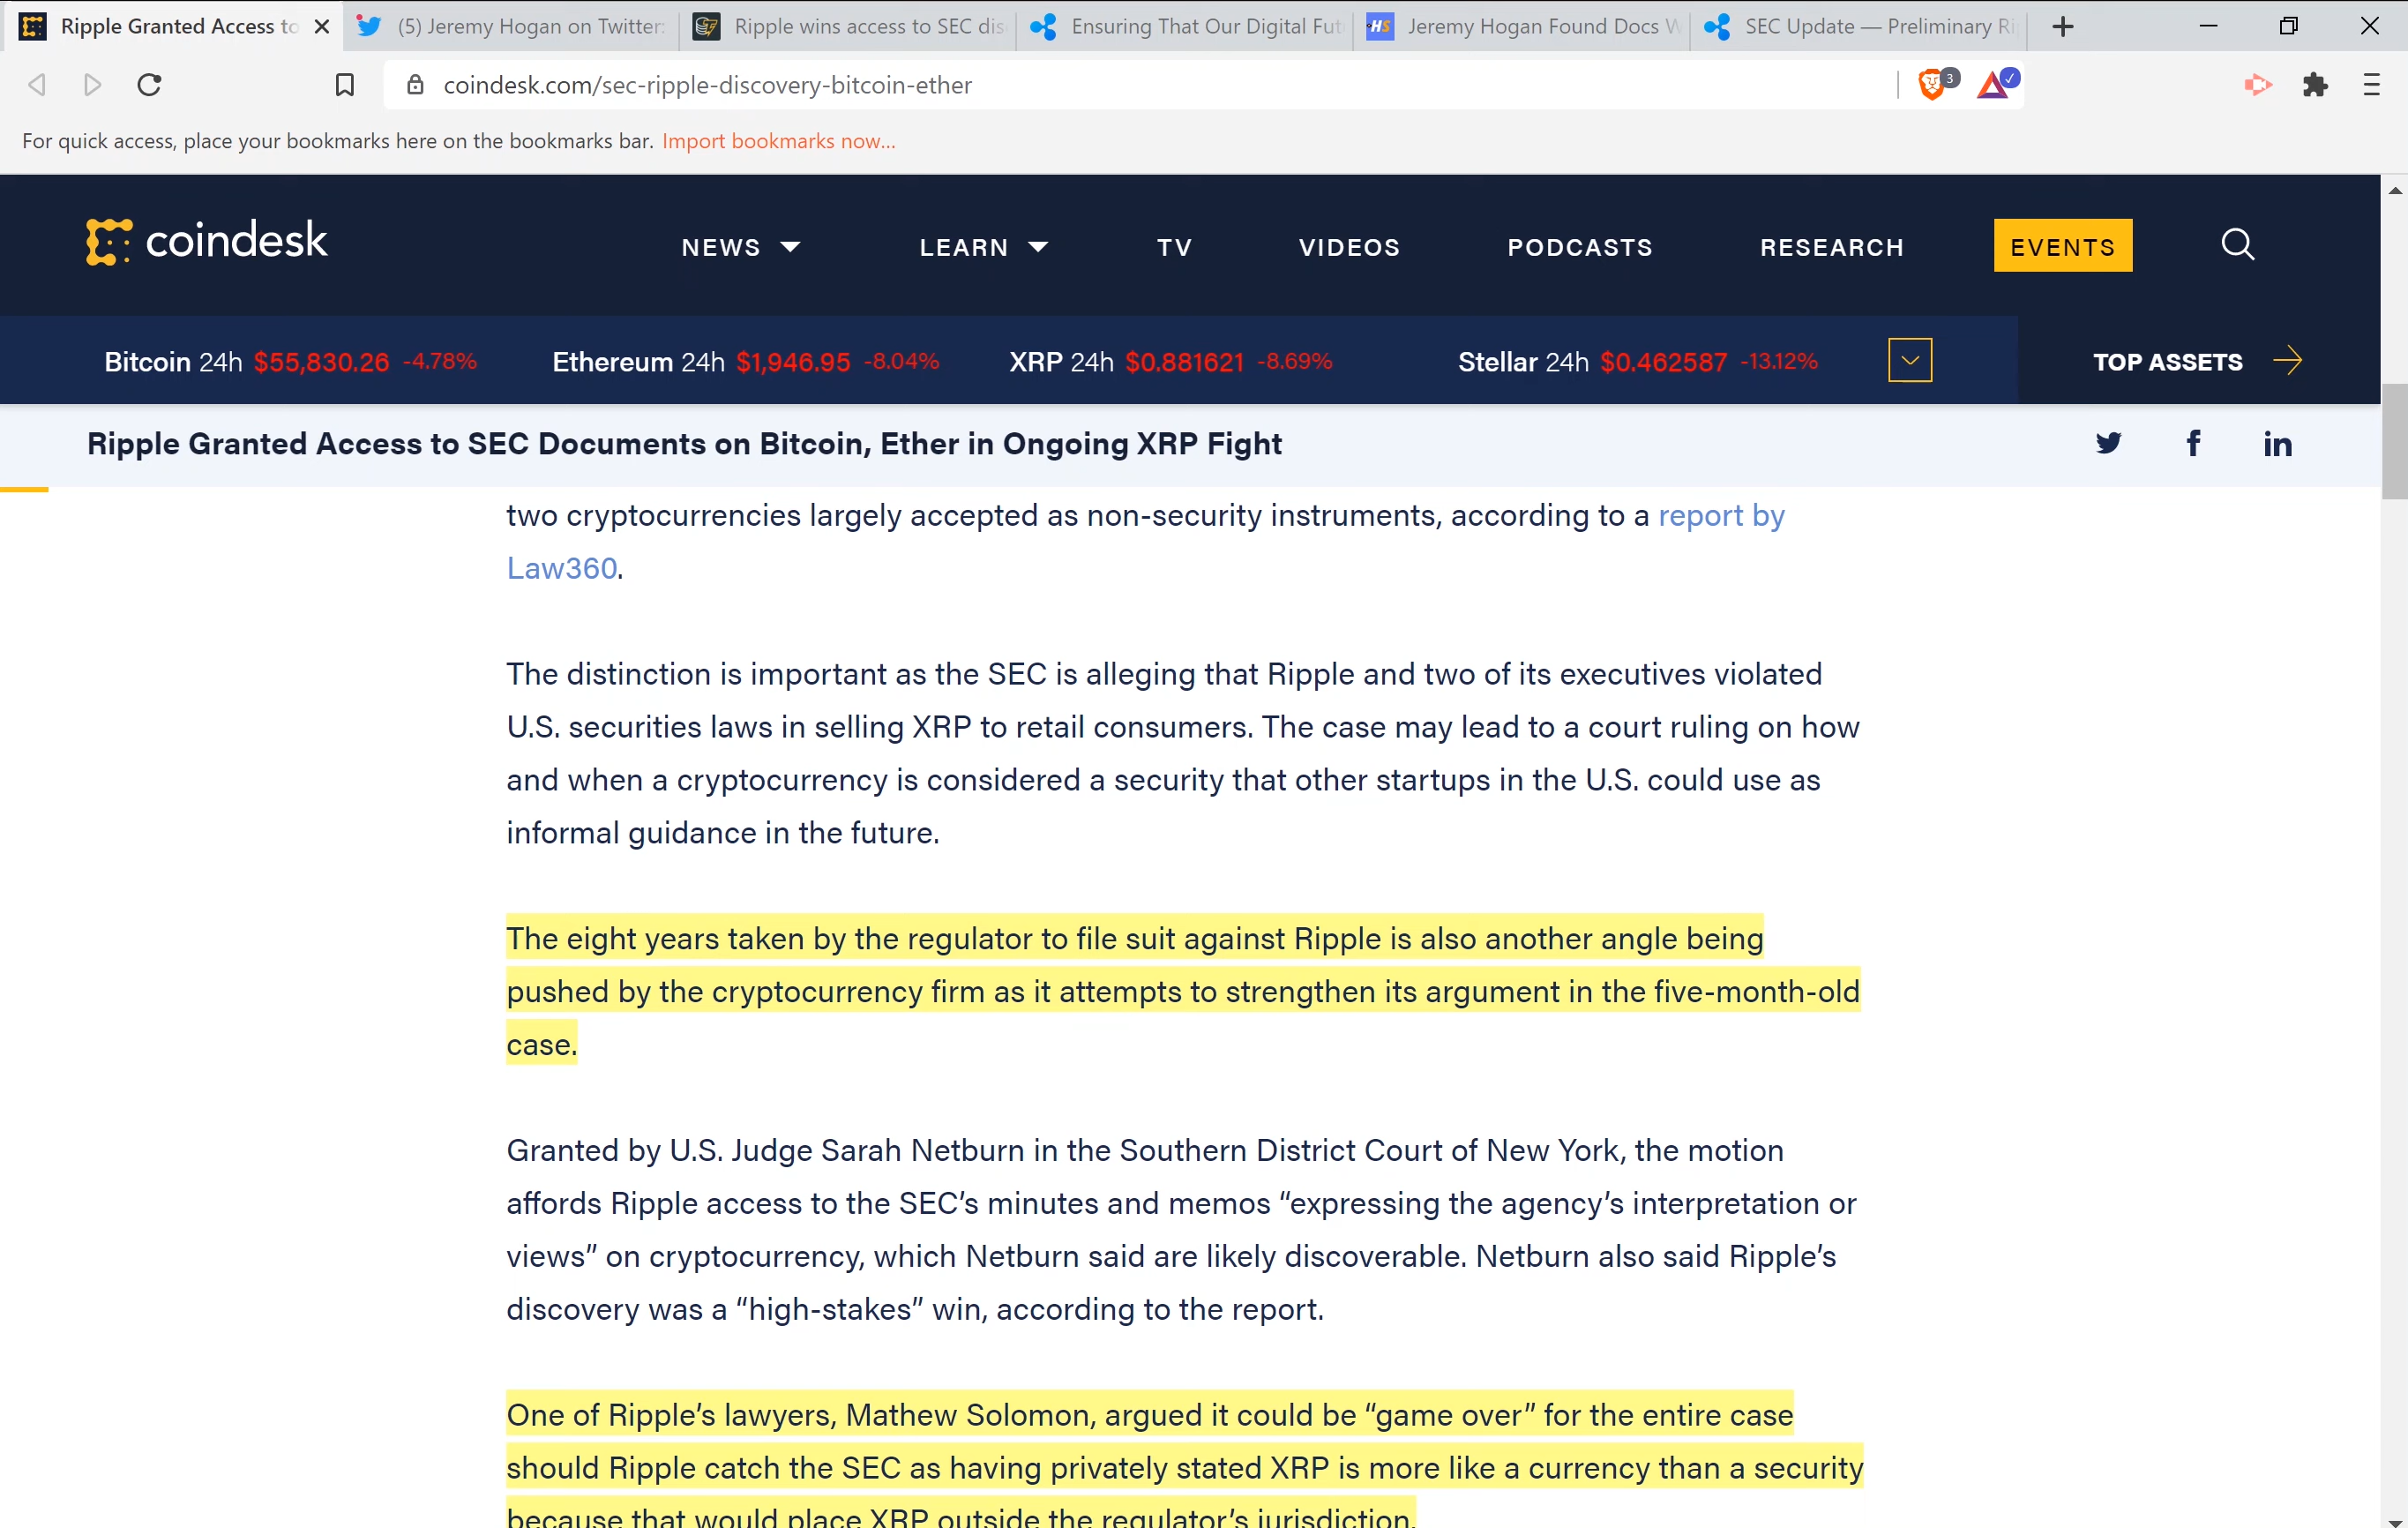 Ripple Granted Access to
(5) Jeremy Hogan on Twitter:
Ripple wins access to SEC dis
Ensuring That Our Digital Fut
Jeremy Hogan Found Docs W
SEC Update — Preliminary Ri
coindesk.com/sec-ripple-discovery-bitcoin-ether
3
For quick access, place your bookmarks here on the bookmarks bar. Import bookmarks now...
coindesk
NEWS
LEARN
TV
VIDEOS
PODCASTS
RESEARCH
EVENTS
Bitcoin 24h $55,830.26 -4.78%
Ethereum 24h $1,946.95 -8.04%
XRP 24h $0.881621 -8.69%
Stellar 24h $0.462587 -13.12%
TOP ASSETS
Ripple Granted Access to SEC Documents on Bitcoin, Ether in Ongoing XRP Fight
two cryptocurrencies largely accepted as non-security instruments, according to a report by
Law360.
The distinction is important as the SEC is alleging that Ripple and two of its executives violated
U.S. securities laws in selling XRP to retail consumers. The case may lead to a court ruling on how
and when a cryptocurrency is considered a security that other startups in the U.S. could use as
informal guidance in the future.
The eight years taken by the regulator to file suit against Ripple is also another angle being
pushed by the cryptocurrency firm as it attempts to strengthen its argument in the five-month-old
case.
Granted by U.S. Judge Sarah Netburn in the Southern District Court of New York, the motion
affords Ripple access to the SEC’s minutes and memos “expressing the agency’s interpretation or
views” on cryptocurrency, which Netburn said are likely discoverable. Netburn also said Ripple’s
discovery was a “high-stakes” win, according to the report.
One of Ripple’s lawyers, Mathew Solomon, argued it could be “game over” for the entire case
should Ripple catch the SEC as having privately stated XRP is more like a currency than a security
because that would place XRP outside the regulator’s jurisdiction.